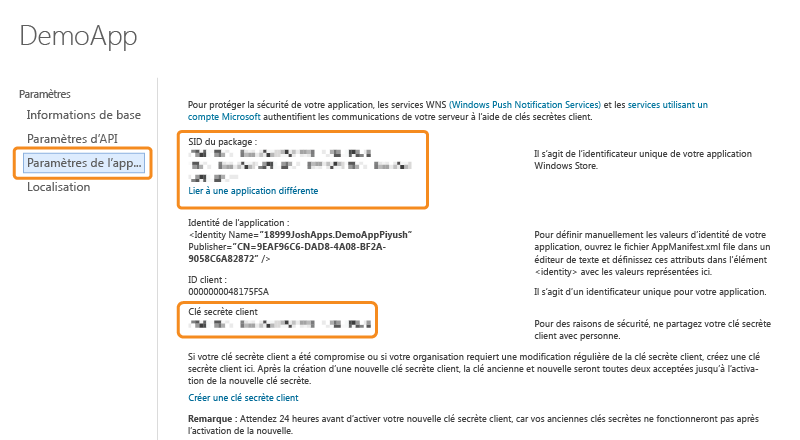 DemoApp
Paramètres
Informations de base
Paramètres d'API
Paramètres de l'app...
Localisation
Pour protéger la sécurité de votre application, les services WNS (Windows Push Notification Services) et les services utilisant un
compte Microsoft authentifient les communications de votre serveur à l'aide de clés secrètes client.
SID du package :
Lier à une application différente
Il s'agit de l'identificateur unique de votre application
Windows Store.
Identité de l'application :
<Identity Name="18999JoshApps.DemoAppPiyush"
Publisher="CN=9EAF96C6-DAD8-4A08-BF2A-
9058C6A82872" />
Pour définir manuellement les valeurs d'identité de votre
application, ouvrez le fichier AppManifest.xml file dans un
éditeur de texte et définissez ces attributs dans l'élément
<identity> avec les valeurs représentées ici.
ID client :
0000000048175FSA
Il s'agit d'un identificateur unique pour votre application.
Clé secrète client
Pour des raisons de sécurité, ne partagez votre clé secrète
client avec personne.
Si votre clé secrète client a été compromise ou si votre organisation requiert une modification régulière de la clé secrète client, créez une clé
secrète client ici. Après la création d'une nouvelle clé secrète client, la clé ancienne et nouvelle seront toutes deux acceptées jusqu'à l'activa-
tion de la nouvelle clé secrète.
Créer une clé secrète client
Remarque : Attendez 24 heures avant d'activer votre nouvelle clé secrète client, car vos anciennes clés secrètes ne fonctionneront pas après
l'activation de la nouvelle.